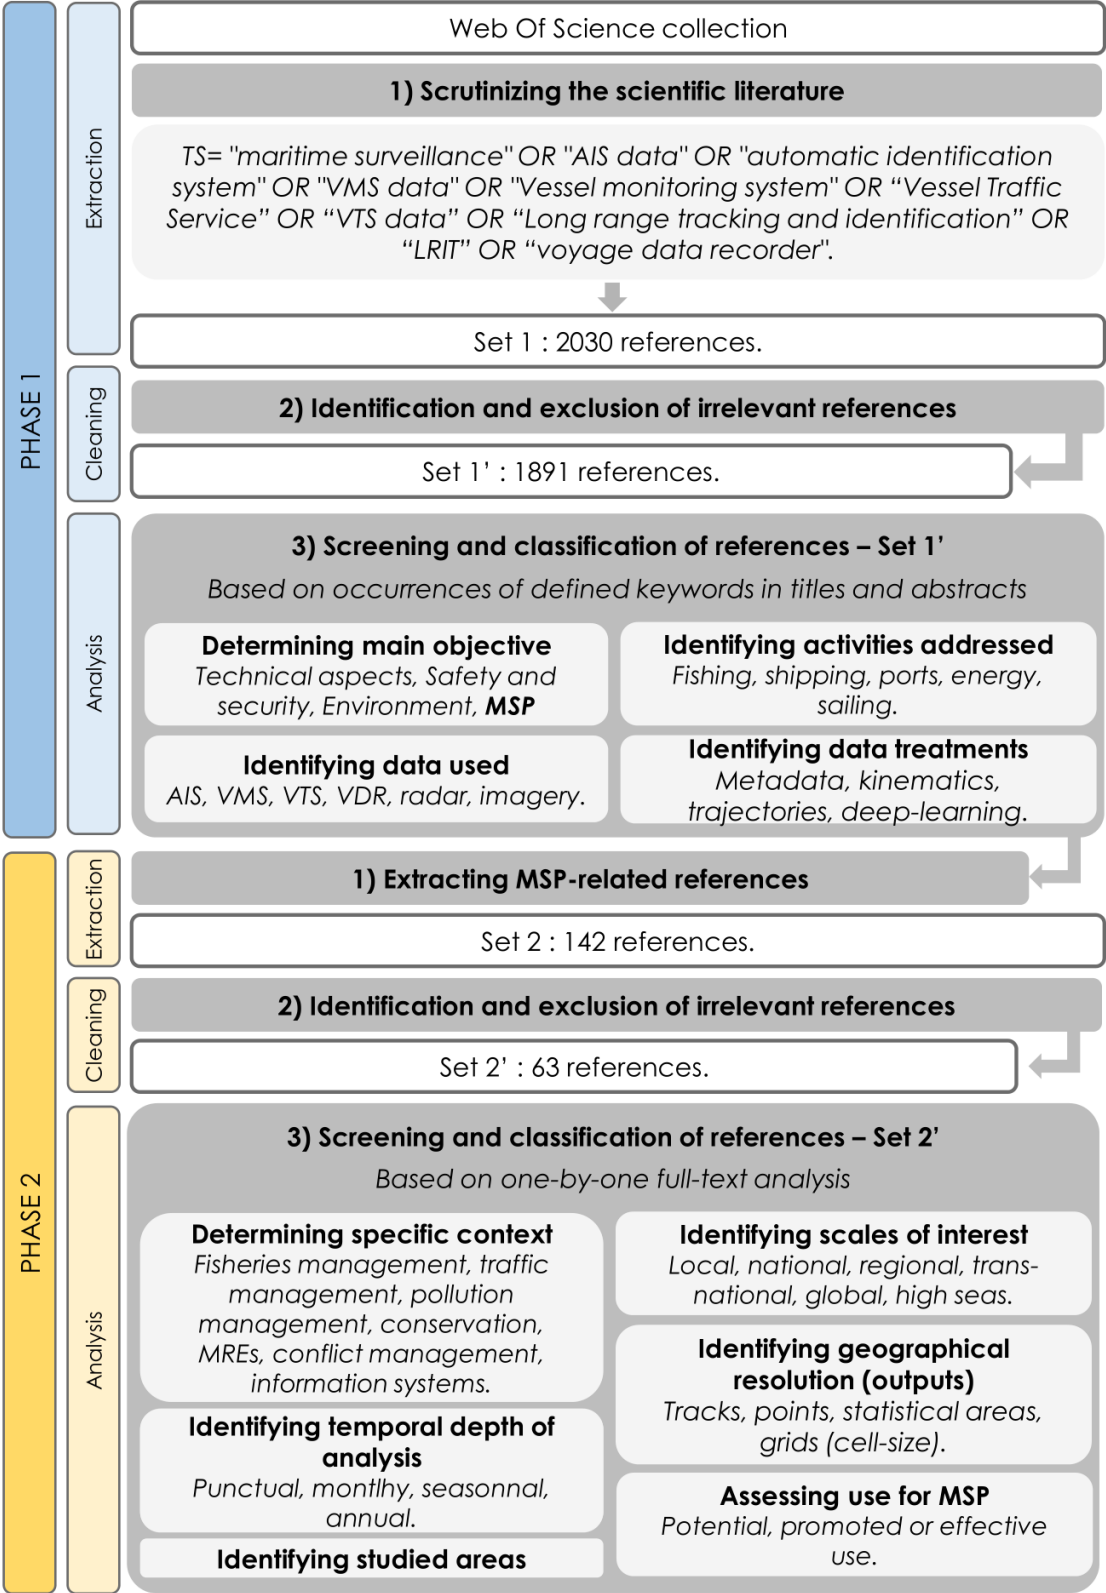 PHASE 1
Extraction
Web Of Science collection
1) Scrutinizing the scientific literature
TS= "maritime surveillance" OR "AIS data" OR "automatic identification
system" OR "VMS data" OR "Vessel monitoring system" OR “Vessel Traffic
Service” OR “VTS data” OR “Long range tracking and identification” OR
“LRIT” OR “voyage data recorder".
Set 1 : 2030 references.
Cleaning
2) Identification and exclusion of irrelevant references
Set 1’ : 1891 references.
Analysis
3) Screening and classification of references – Set 1’
Based on occurrences of defined keywords in titles and abstracts
Determining main objective
Technical aspects, Safety and
security, Environment, MSP
Identifying activities addressed
Fishing, shipping, ports, energy,
sailing.
Identifying data used
AIS, VMS, VTS, VDR, radar, imagery.
Identifying data treatments
Metadata, kinematics,
trajectories, deep-learning.
PHASE 2
Extraction
1) Extracting MSP-related references
Set 2 : 142 references.
Cleaning
2) Identification and exclusion of irrelevant references
Set 2’ : 63 references.
Analysis
3) Screening and classification of references – Set 2’
Based on one-by-one full-text analysis
Determining specific context
Fisheries management, traffic
management, pollution
management, conservation,
MREs, conflict management,
information systems.
Identifying temporal depth of
analysis
Punctual, montlhy, seasonnal,
annual.
Identifying studied areas
Identifying scales of interest
Local, national, regional, trans-
national, global, high seas.
Identifying geographical
resolution (outputs)
Tracks, points, statistical areas,
grids (cell-size).
Assessing use for MSP
Potential, promoted or effective
use.